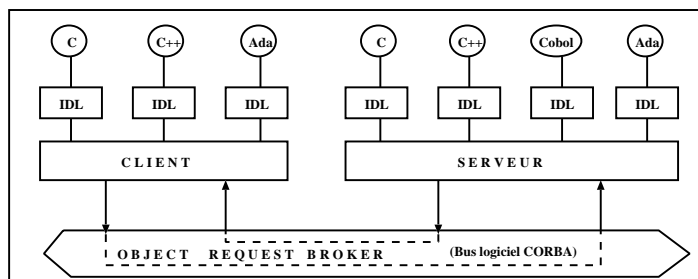 C C++ Ada C C++ Cobol Ada
IDL IDL IDL IDL IDL IDL IDL
CLIENT SERVEUR
OBJECT REQUEST BROKER (Bus logiciel CORBA)